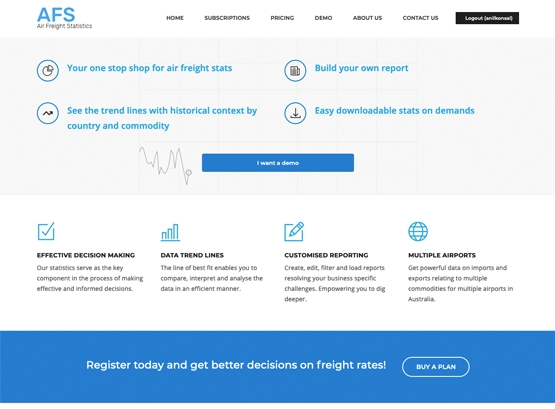 AFS
Air Freight Statistics
HOME SUBSCRIPTIONS PRICING DEMO ABOUT US CONTACT US Logout (snilkonsal)
Your one stop shop for air freight stats
Build your own report
See the trend lines with historical context by
country and commodity
Easy downloadable stats on demands
I want a demo
EFFECTIVE DECISION MAKING
Our statistics serve as the key
component in the process of making
effective and informed decisions.
DATA TREND LINES
The line of best fit enables you to
compare, interpret and analyse the
data in an efficient manner.
CUSTOMISED REPORTING
Create, edit, filter and load reports
resolving your business specific
challenges. Empowering you to dig
deeper.
MULTIPLE AIRPORTS
Get powerful data on imports and
exports relating to multiple
commodities for multiple airports in
Australia.
Register today and get better decisions on freight rates!
BUY A PLAN